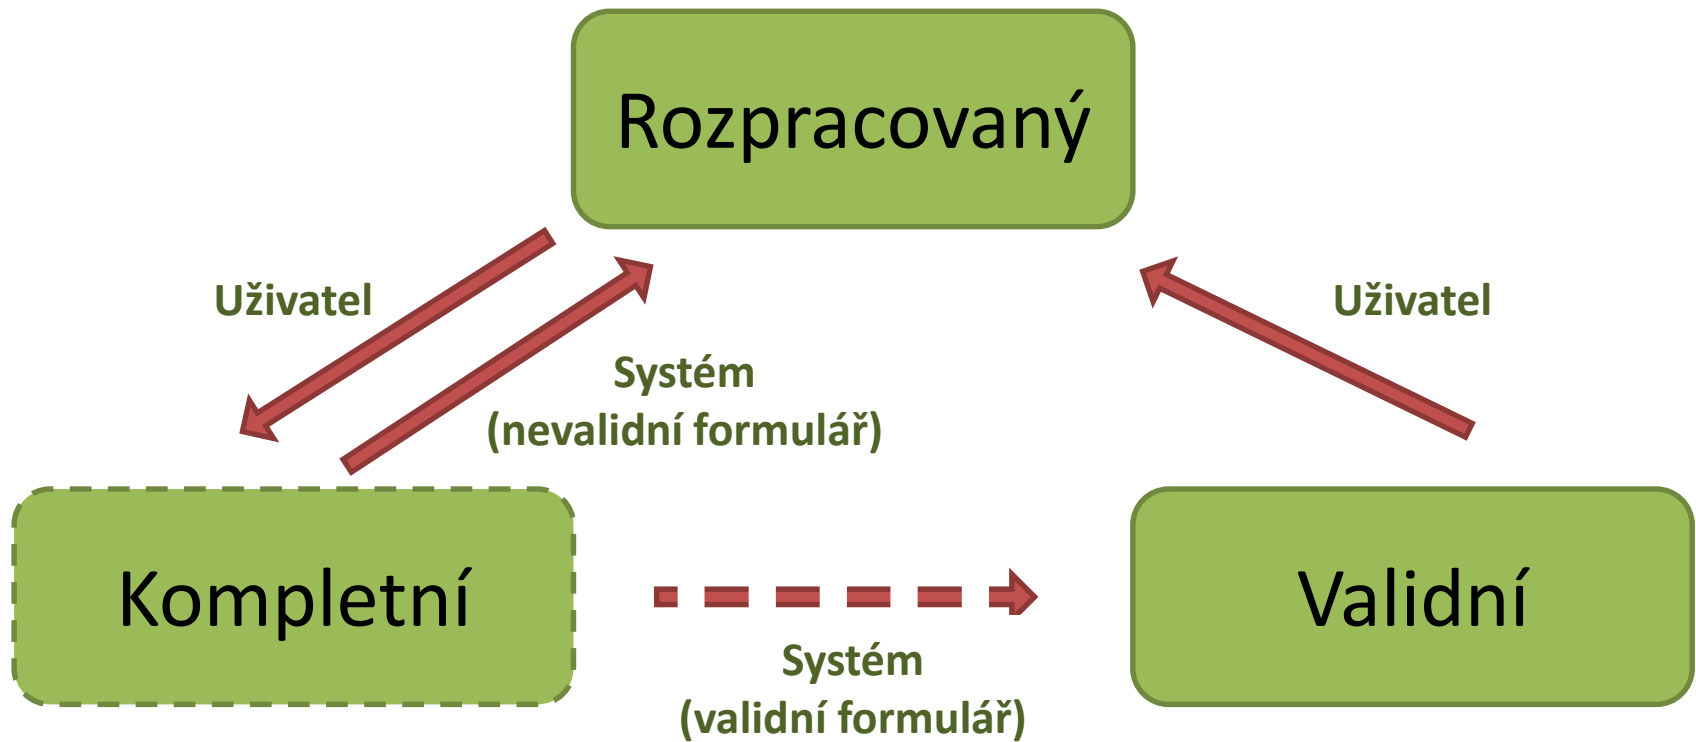 Rozpracovaný
Uživatel
Uživatel
Systém
(nevalidní formulář)
Kompletní
Validní
Systém
(validní formulář)